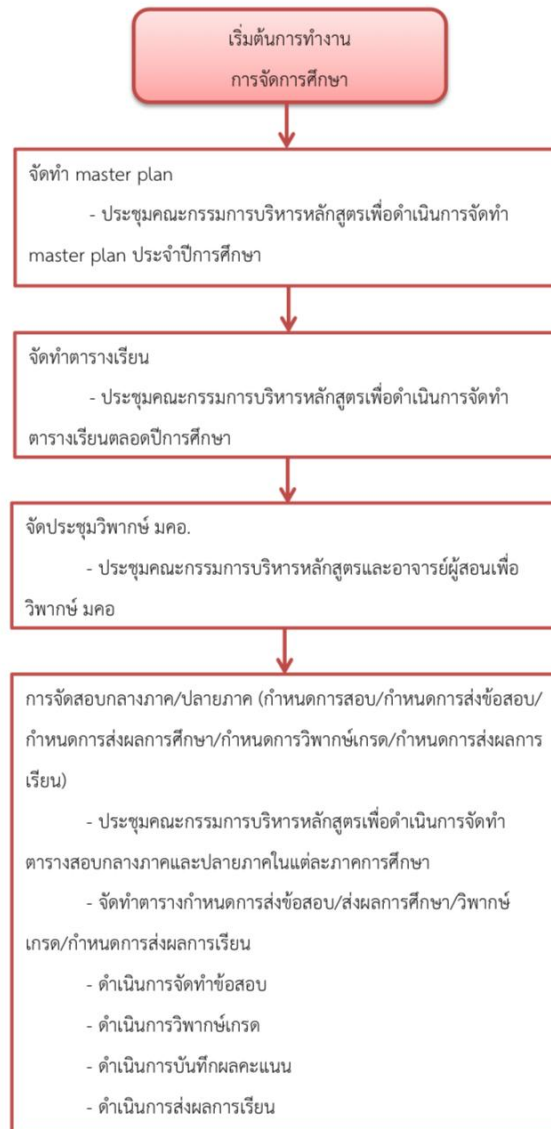 เริ่มต้นการทำงาน
การจัดการศึกษา
จัดทำ master plan
- ประชุมคณะกรรมการบริหารหลักสูตรเพื่อดำเนินการจัดทำ
master plan ประจำปีการศึกษา
จัดทำตารางเรียน
- ประชุมคณะกรรมการบริหารหลักสูตรเพื่อดำเนินการจัดทำ
ตารางเรียนตลอดปีการศึกษา
จัดประชุมวิพากษ์ มคอ.
- ประชุมคณะกรรมการบริหารหลักสูตรและอาจารย์ผู้สอนเพื่อ
วิพากษ์ มคอ
การจัดสอบกลางภาค/ปลายภาค (กำหนดการสอบ/กำหนดการส่งข้อสอบ/
กำหนดการส่งผลการศึกษา/กำหนดการวิพากษ์เกรด/กำหนดการส่งผลการ
เรียน)
- ประชุมคณะกรรมการบริหารหลักสูตรเพื่อดำเนินการจัดทำ
ตารางสอบกลางภาคและปลายภาคในแต่ละภาคการศึกษา
- จัดทำตารางกำหนดการส่งข้อสอบ/ส่งผลการศึกษา/วิพากษ์
เกรด/กำหนดการส่งผลการเรียน
- ดำเนินการจัดทำข้อสอบ
- ดำเนินการวิพากษ์เกรด
- ดำเนินการบันทึกผลคะแนน
- ดำเนินการส่งผลการเรียน